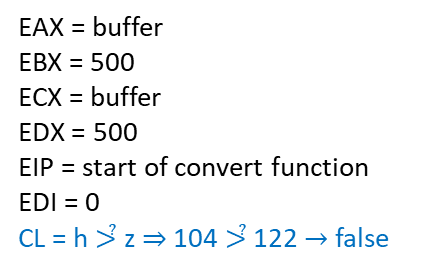 EAX = buffer
EBX = 500
ECX = buffer
EDX = 500
EIP = start of convert function
EDI = 0
CL = h >? z ⇒ 104 >? 122 → false